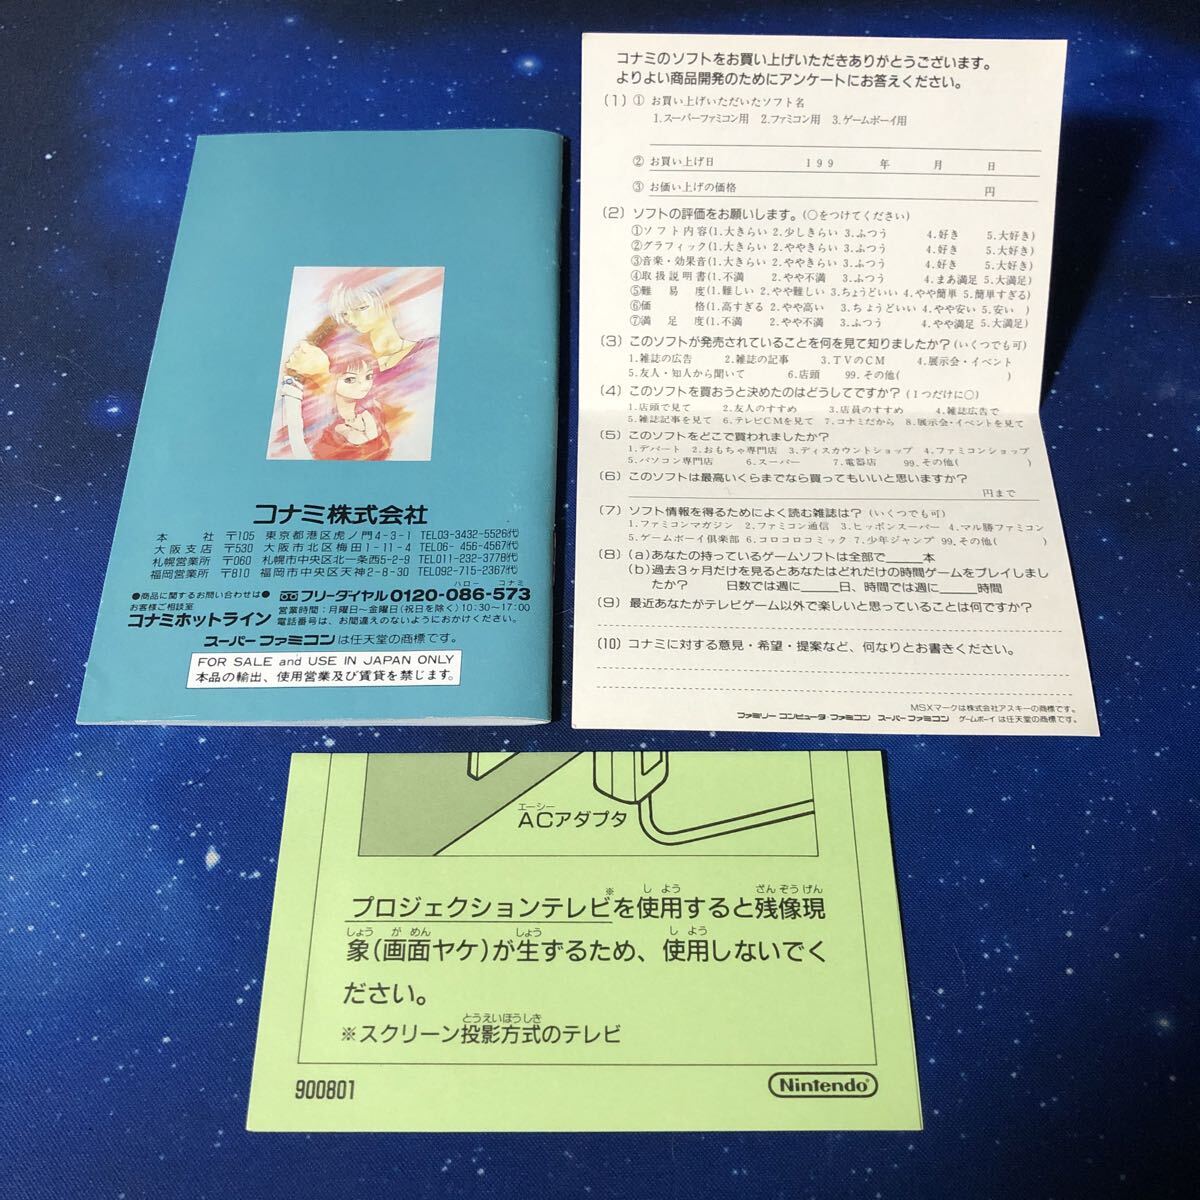 コナミ株式会社
本　　社 〒105 東京都港区虎ノ門4-3-1 TEL03-3432-5526代
大阪支店 〒530 大阪市北区梅田1-11-4 TEL06-456-4567代
札幌営業所 〒060 札幌市中央区北一条西5-2-9 TEL011-232-3778代
福岡営業所 〒810 福岡市中央区天神2-8-30 TEL092-715-2367代
ハロー コナミ
●商品に関するお問い合わせは● フリーダイヤル0120-086-573
お客様ご相談室
コナミホットライン
営業時間：月曜日～金曜日(祝日を除く)10:30～17:00
電話番号は、お間違えのないようにおかけください。
スーパーファミコンは任天堂の商標です。
FOR SALE and USE IN JAPAN ONLY
本品の輸出、使用営業及び賃貸を禁じます。
コナミのソフトをお買い上げいただきありがとうございます。
よりよい商品開発のためにアンケートにお答えください。
(1) ① お買い上げいただいたソフト名
1.スーパーファミコン用 2.ファミコン用 3.ゲームボーイ用
② お買い上げ日 199 年 月 日
③ お価い上げの価格 円
(2) ソフトの評価をお願いします。(○をつけてください)
①ソフト内容(1.大きらい 2.少しきらい 3.ふつう 4.好き 5.大好き)
②グラフィック(1.大きらい 2.ややきらい 3.ふつう 4.好き 5.大好き)
③音楽・効果音(1.大きらい 2.ややきらい 3.ふつう 4.好き 5.大好き)
④取扱説明書(1.不満 2.やや不満 3.ふつう 4.まあ満足 5.大満足)
⑤難易度(1.難しい 2.やや難しい 3.ちょうどいい 4.やや簡単 5.簡単すぎる)
⑥価格(1.高すぎる 2.やや高い 3.ちょうどいい 4.やや安い 5.安い)
⑦満足度(1.不満 2.やや不満 3.ふつう 4.やや満足 5.大満足)
(3) このソフトが発売されていることを何を見て知りましたか？(いくつでも可)
1.雑誌の広告 2.雑誌の記事 3.TVのCM 4.展示会・イベント
5.友人・知人から聞いて 6.店頭 99.その他( )
(4) このソフトを買おうと決めたのはどうしてですか？(1つだけに○)
1.店頭で見て 2.友人のすすめ 3.店員のすすめ 4.雑誌広告で
5.雑誌記事を見て 6.テレビCMを見て 7.コナミだから 8.展示会・イベントを見て
(5) このソフトをどこで買われましたか？
1.デパート 2.おもちゃ専門店 3.ディスカウントショップ 4.ファミコンショップ
5.パソコン専門店 6.スーパー 7.電器店 99.その他( )
(6) このソフトは最高いくらまでなら買ってもいいと思いますか？
円まで
(7) ソフト情報を得るためによく読む雑誌は？(いくつでも可)
1.ファミコンマガジン 2.ファミコン通信 3.ヒッポンスーパー 4.マル勝ファミコン
5.ゲームボーイ倶楽部 6.コロコロコミック 7.少年ジャンプ 99.その他( )
(8) (a)あなたの持っているゲームソフトは全部で___本
(b)過去3ヶ月だけを見るとあなたはどれだけの時間ゲームをプレイしまし
たか？ 日数では週に___日、時間では週に___時間
(9) 最近あなたがテレビゲーム以外で楽しいと思っていることは何ですか？
(10) コナミに対する意見・希望・提案など、何なりとお書きください。
MSXマークは株式会社アスキーの商標です。
ファミリーコンピュータ・ファミコン スーパーファミコン ゲームボーイ は任天堂の商標です。
エーシー
ACアダプタ
※ しよう ざんぞうげん
プロジェクションテレビを使用すると残像現
しょう がめん しょう しよう
象(画面ヤケ)が生ずるため、使用しないでく
ださい。
とうえいほうしき
※スクリーン投影方式のテレビ
900801
Nintendo